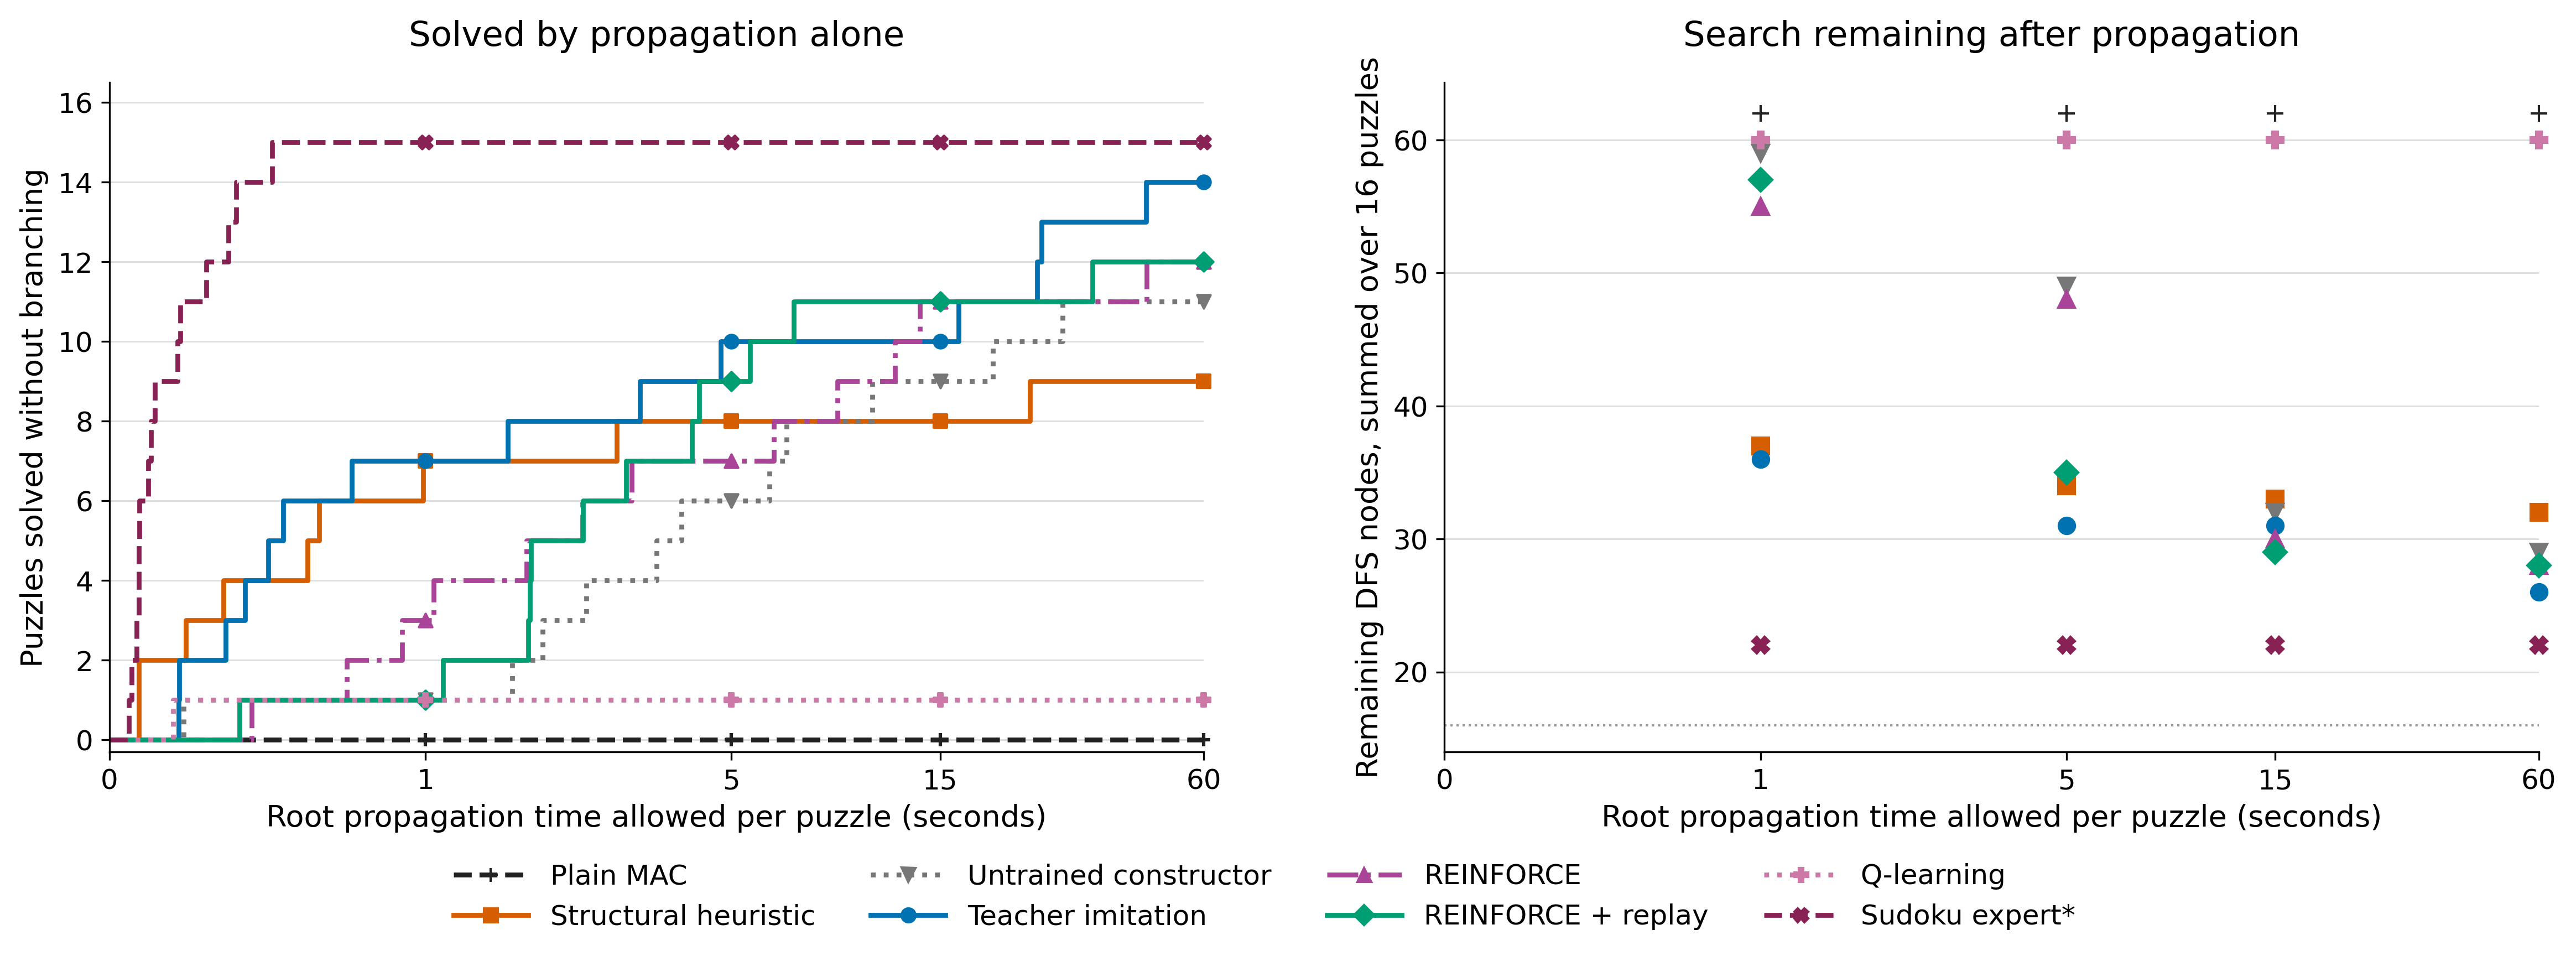 Solved by propagation alone
Puzzles solved without branching
16
14
12
10
8
6
4
2
0
0 1 5 15 60
Root propagation time allowed per puzzle (seconds)
Search remaining after propagation
Remaining DFS nodes, summed over 16 puzzles
60
50
40
30
20
0 1 5 15 60
Root propagation time allowed per puzzle (seconds)
Plain MAC Untrained constructor REINFORCE Q-learning
Structural heuristic Teacher imitation REINFORCE + replay Sudoku expert*